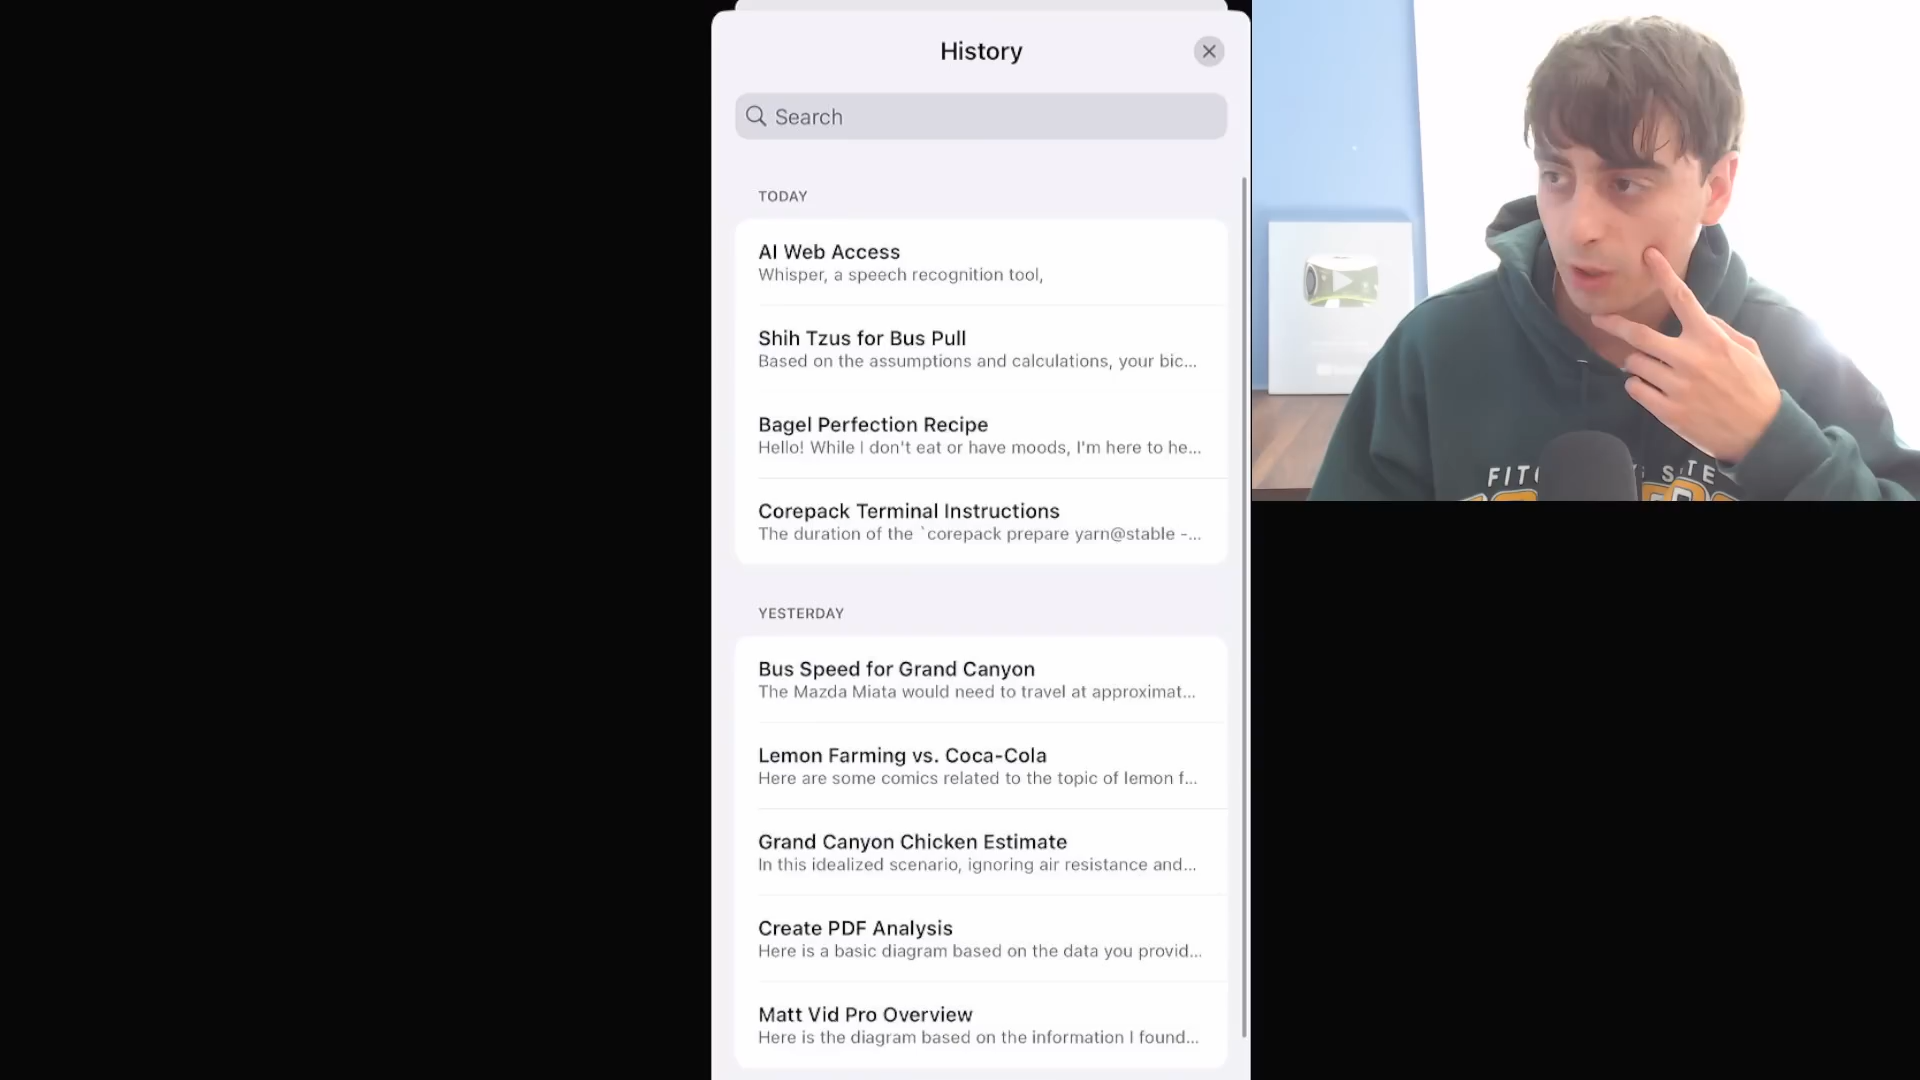 History
Search
TODAY
AI Web Access
Whisper, a speech recognition tool,
Shih Tzus for Bus Pull
Based on the assumptions and calculations, your bic...
Bagel Perfection Recipe
Hello! While I don't eat or have moods, I'm here to he...
Corepack Terminal Instructions
The duration of the `corepack prepare yarn@stable -...
YESTERDAY
Bus Speed for Grand Canyon
The Mazda Miata would need to travel at approximat...
Lemon Farming vs. Coca-Cola
Here are some comics related to the topic of lemon f...
Grand Canyon Chicken Estimate
In this idealized scenario, ignoring air resistance and...
Create PDF Analysis
Here is a basic diagram based on the data you provid...
Matt Vid Pro Overview
Here is the diagram based on the information I found...